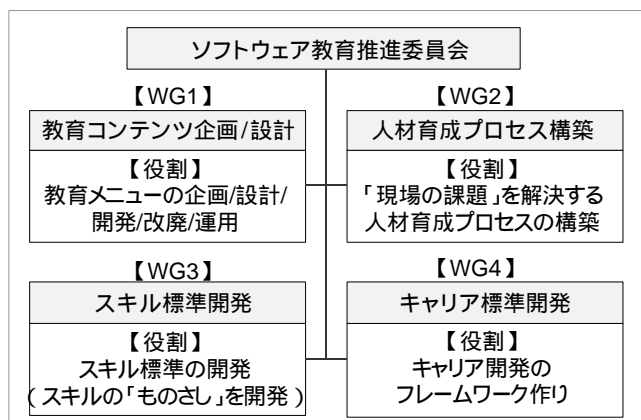 ソフトウェア教育推進委員会
【WG1】
教育コンテンツ企画/設計
【役割】
教育メニューの企画/設計/
開発/改廃/運用
【WG2】
人材育成プロセス構築
【役割】
「現場の課題」を解決する
人材育成プロセスの構築
【WG3】
スキル標準開発
【役割】
スキル標準の開発
(スキルの「ものさし」を開発)
【WG4】
キャリア標準開発
【役割】
キャリア開発の
フレームワーク作り